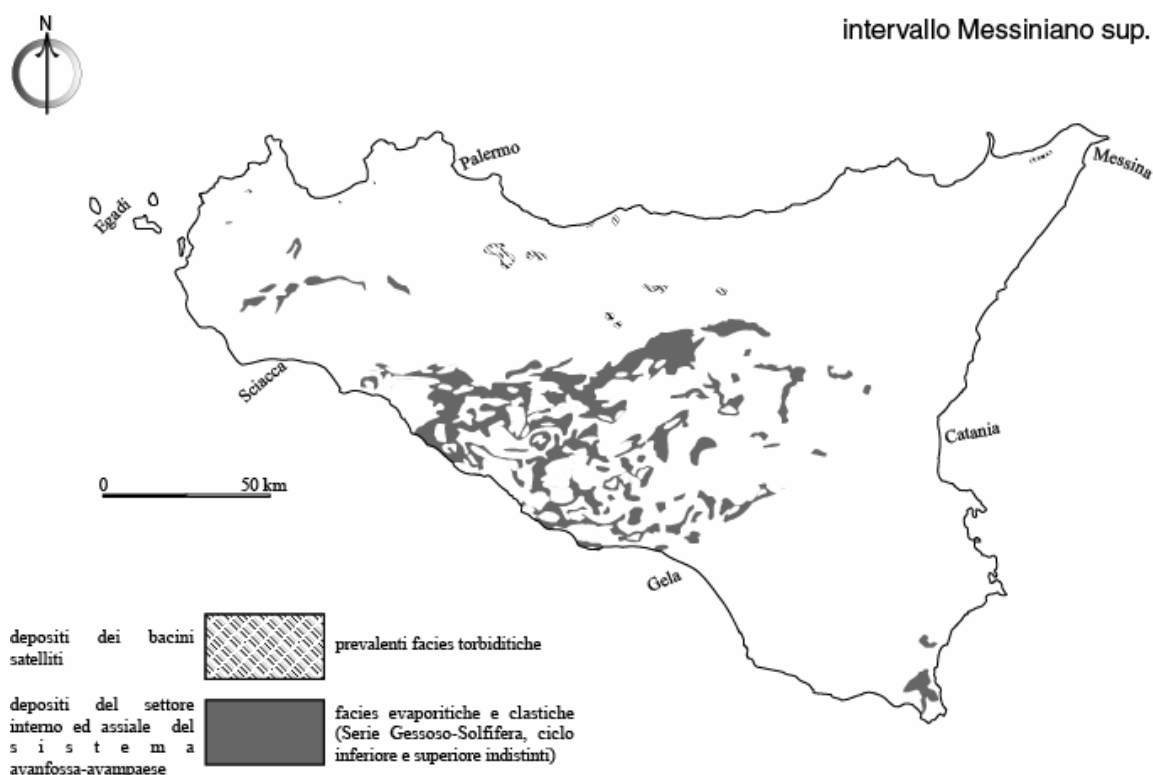 intervallo Messiniano sup.
N
Palermo
Messina
Egadi
Sciacca
Catania
0 50 km
Gela
depositi dei bacini
satelliti
prevalenti facies torbiditiche
depositi del settore
interno ed assiale del
s i s t e m a
avanfossa-avampaese
facies evaporitiche e clastiche
(Serie Gessoso-Solfifera, ciclo
inferiore e superiore indistinti)